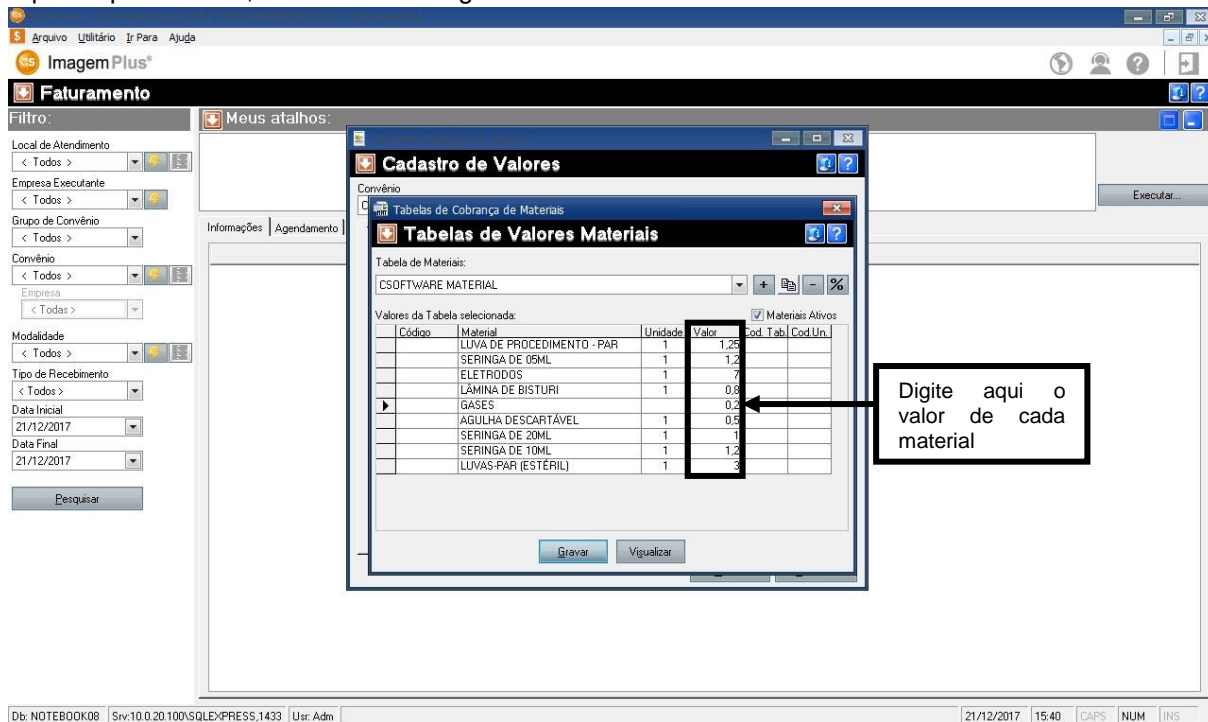 Arquivo Utilitário Ir Para Ajuda
ImagemPlus®
Faturamento
Filtro:
Meus atalhos:
Local de Atendimento
< Todos >
Empresa Executante
< Todos >
Grupo de Convênio
< Todos >
Convênio
< Todos >
Empresa
< Todas >
Modalidade
< Todos >
Tipo de Recebimento
< Todos >
Data Inicial
21/12/2017
Data Final
21/12/2017
Pesquisar
Executar...
Informações Agendamento
Cadastro de Valores
Convênio
Tabelas de Cobrança de Materiais
Tabelas de Valores Materiais
Tabela de Materiais:
CSOFTWARE MATERIAL
+ - %
Valores da Tabela selecionada:
Materiais Ativos
Código Material Unidade Valor Cod. Tab. Cod.Un.
LUVA DE PROCEDIMENTO - PAR 1 1,25
SERINGA DE 05ML 1 1,2
ELETRODOS 1 7
LÂMINA DE BISTURI 1 0,8
GASES 0,2
AGULHA DESCARTÁVEL 1 0,5
SERINGA DE 20ML 1 1
SERINGA DE 10ML 1 1,2
LUVAS-PAR (ESTÉRIL) 1 3
Gravar Visualizar
Digite aqui o
valor de cada
material
Db: NOTEBOOK08 Srv:10.0.20.100\SQLEXPRESS,1433 Usr: Adm 21/12/2017 15:40 CAPS NUM INS